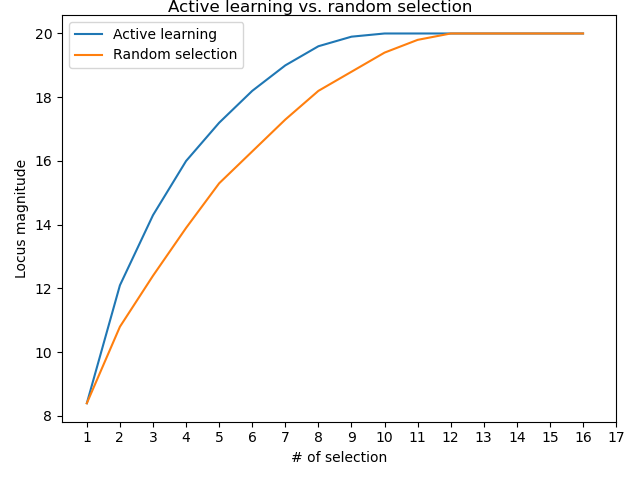 Active learning vs. random selection
Active learning
Random selection
Locus magnitude
20
18
16
14
12
10
8
1 2 3 4 5 6 7 8 9 10 11 12 13 14 15 16 17
# of selection